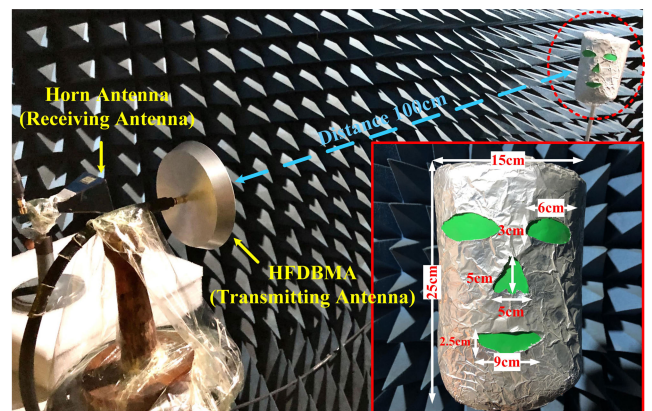 Horn Antenna
(Receiving Antenna)
Distance 100cm
HFDBMA
(Transmitting Antenna)
15cm
6cm
3cm
25cm
5cm
5cm
2.5cm
9cm